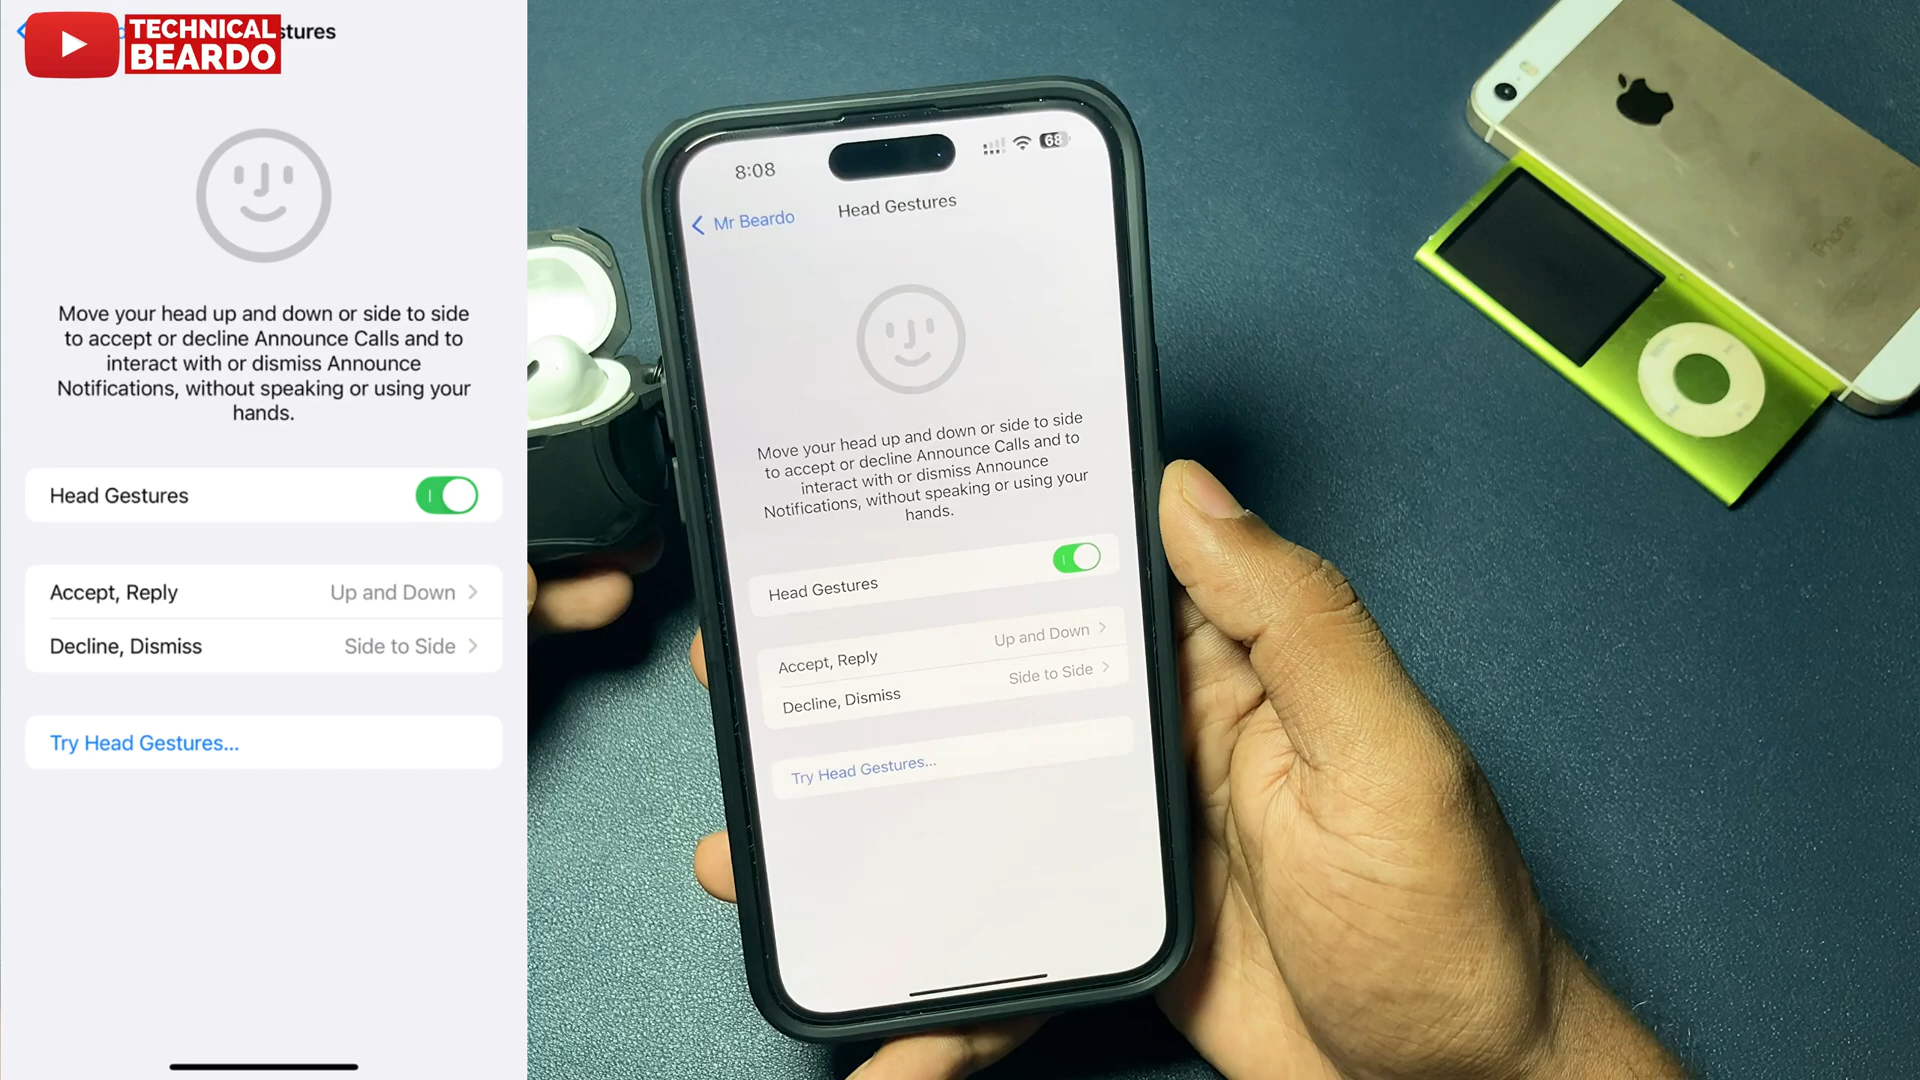 TECHNICAL
BEARDO
stures
Move your head up and down or side to side
to accept or decline Announce Calls and to
interact with or dismiss Announce
Notifications, without speaking or using your
hands.
Head Gestures
Accept, Reply Up and Down
Decline, Dismiss Side to Side
Try Head Gestures...
8:08 68
Mr Beardo Head Gestures
Move your head up and down or side to side
to accept or decline Announce Calls and to
interact with or dismiss Announce
Notifications, without speaking or using your
hands.
Head Gestures
Accept, Reply Up and Down
Decline, Dismiss Side to Side
Try Head Gestures...
iPhone